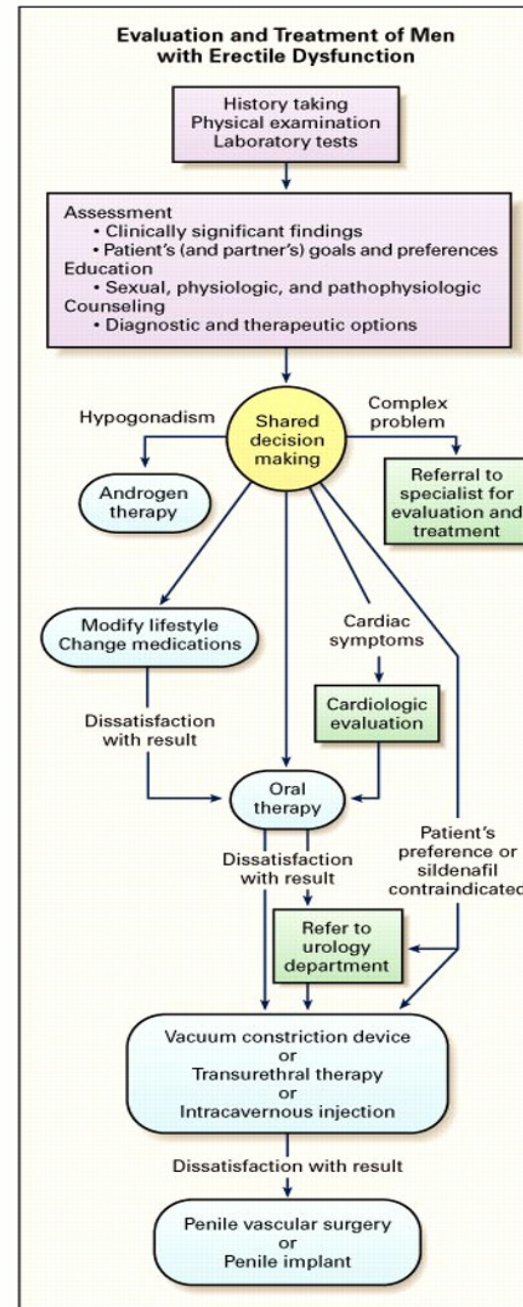 Evaluation and Treatment of Men
with Erectile Dysfunction
History taking
Physical examination
Laboratory tests
Assessment
• Clinically significant findings
• Patient's (and partner's) goals and preferences
Education
• Sexual, physiologic, and pathophysiologic
Counseling
• Diagnostic and therapeutic options
Hypogonadism
Shared
decision
making
Complex
problem
Androgen
therapy
Referral to
specialist for
evaluation and
treatment
Modify lifestyle
Change medications
Cardiac
symptoms
Cardiologic
evaluation
Dissatisfaction
with result
Oral
therapy
Dissatisfaction
with result
Patient's
preference or
sildenafil
contraindicated
Refer to
urology
department
Vacuum constriction device
or
Transurethral therapy
or
Intracavernous injection
Dissatisfaction with result
Penile vascular surgery
or
Penile implant